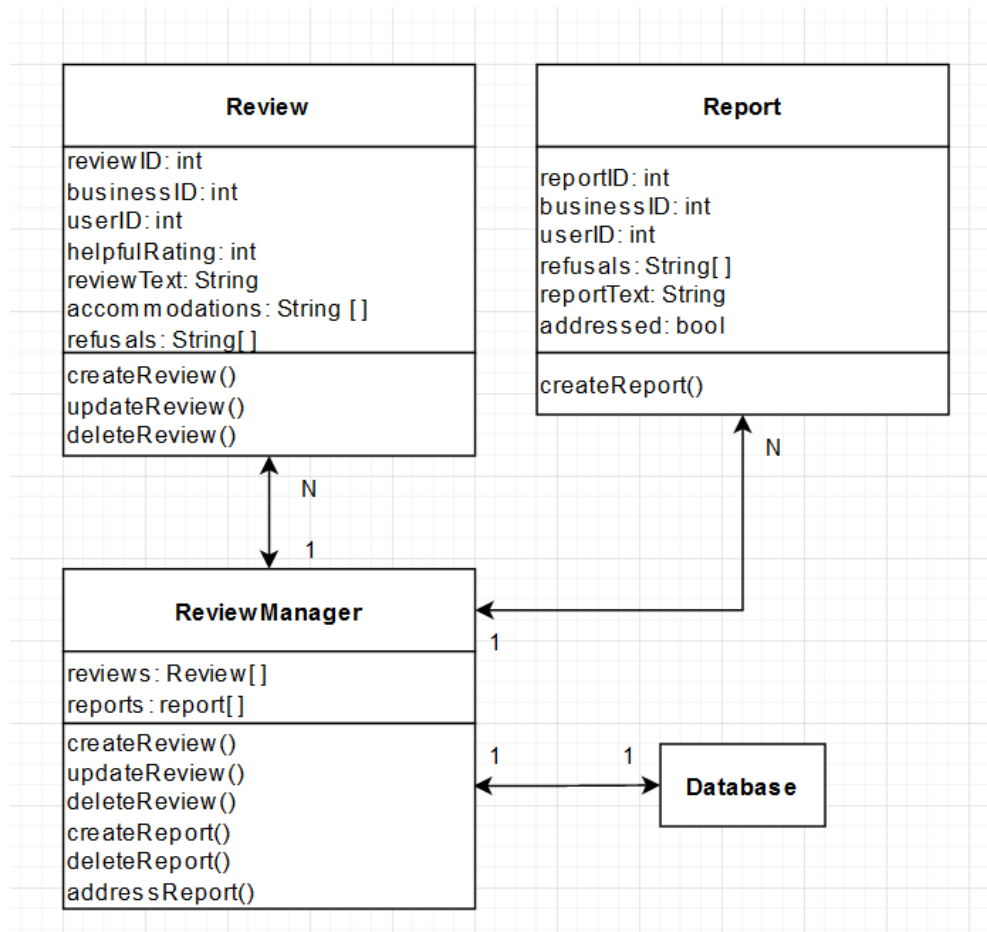 Review
reviewID: int
businessID: int
userID: int
helpfulRating: int
reviewText: String
accommodations: String []
refusals: String[]
createReview()
updateReview()
deleteReview()
Report
reportID: int
businessID: int
userID: int
refusals: String[]
reportText: String
addressed: bool
createReport()
N
N
1
ReviewManager
reviews: Review[]
reports: report[]
createReview()
updateReview()
deleteReview()
createReport()
deleteReport()
addressReport()
1
1
1
Database